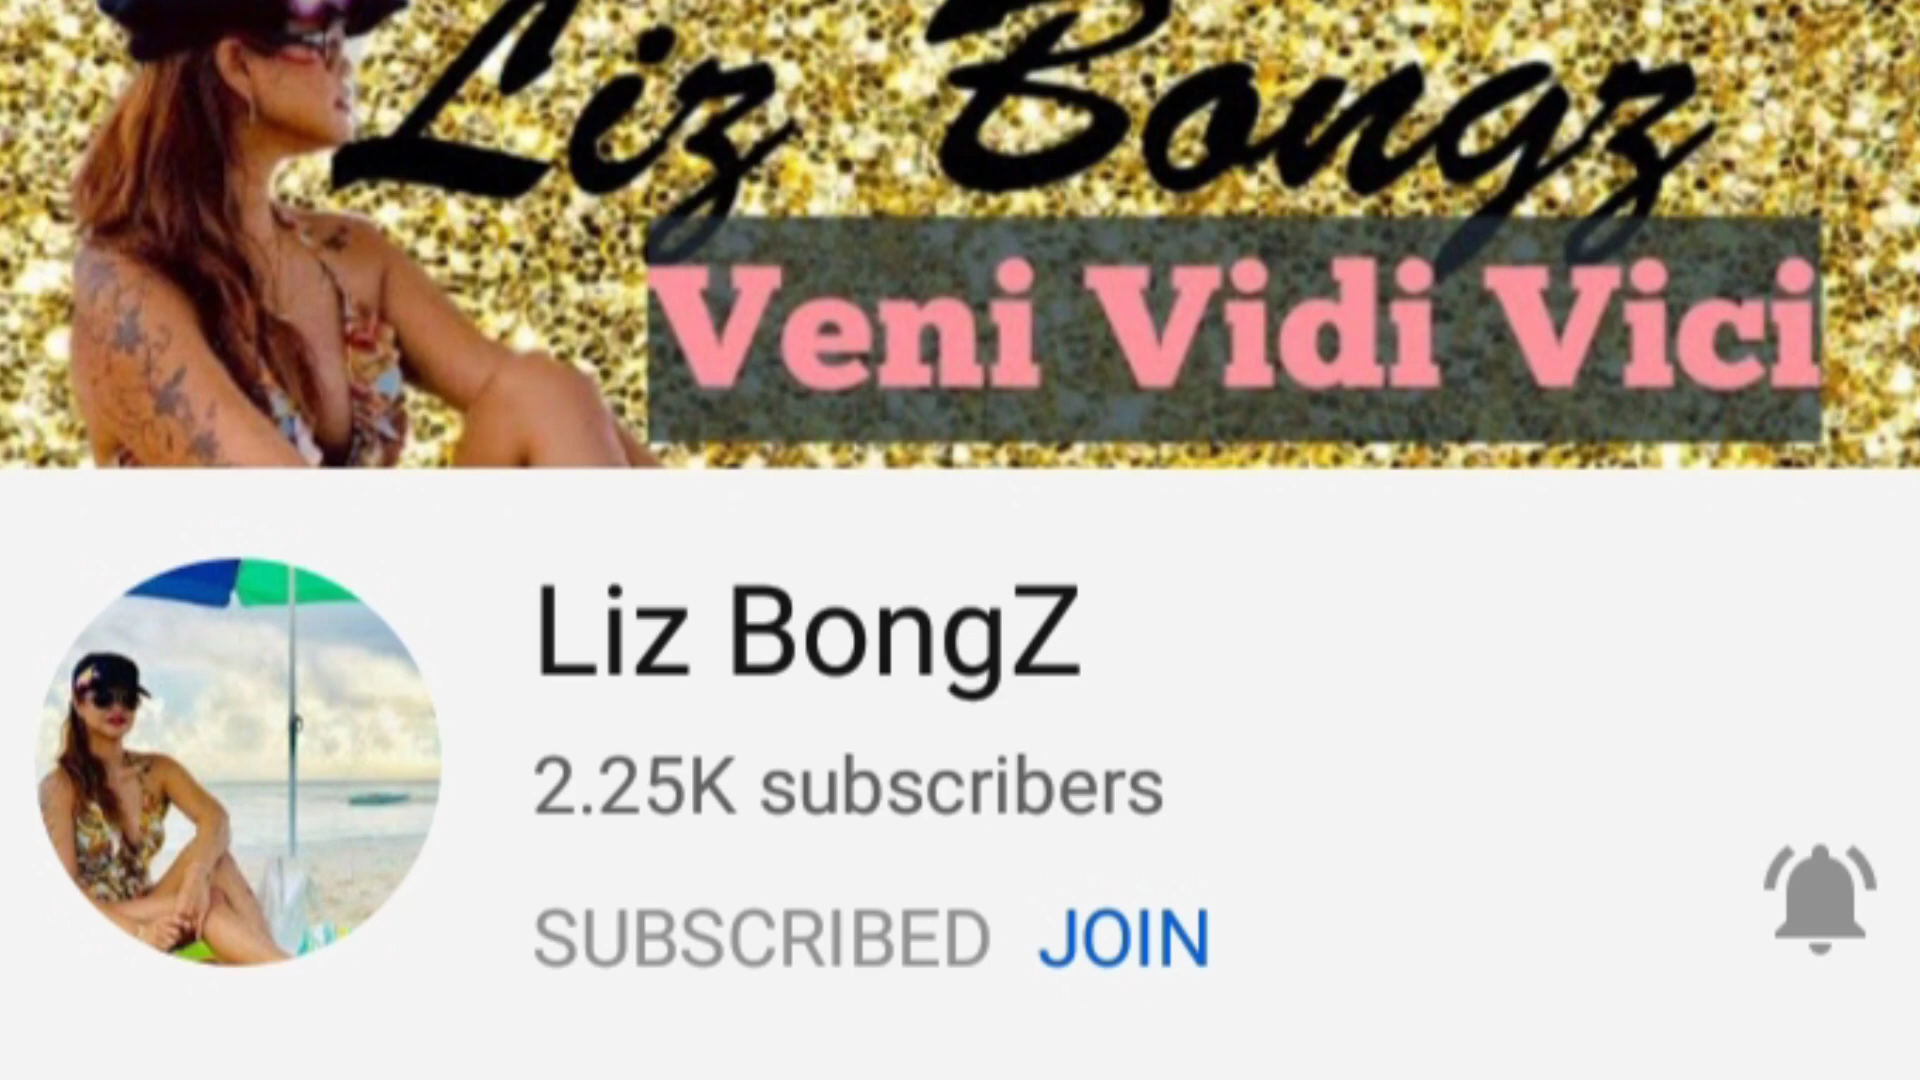 Liz Bongz
Veni Vidi Vici
Liz BongZ
2.25K subscribers
SUBSCRIBED JOIN